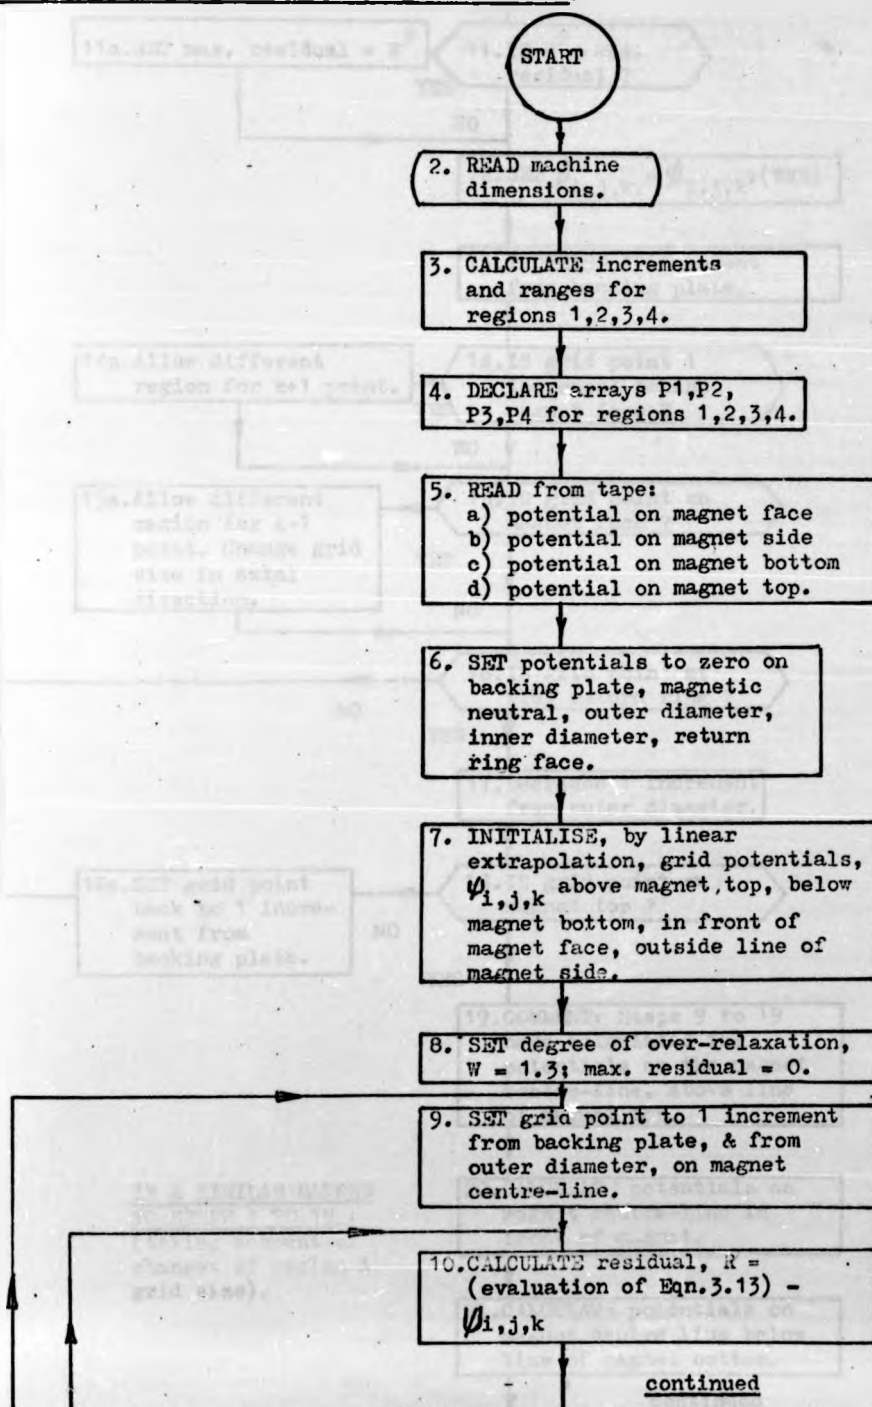 START
2. READ machine
dimensions.
3. CALCULATE increments
and ranges for
regions 1,2,3,4.
4. DECLARE arrays P1,P2,
P3,P4 for regions 1,2,3,4.
5. READ from tape:
a) potential on magnet face
b) potential on magnet side
c) potential on magnet bottom
d) potential on magnet top.
6. SET potentials to zero on
backing plate, magnetic
neutral, outer diameter,
inner diameter, return
ring face.
7. INITIALISE, by linear
extrapolation, grid potentials,
ψi,j,k above magnet top, below
magnet bottom, in front of
magnet face, outside line of
magnet side.
8. SET degree of over-relaxation,
W = 1.3; max. residual = 0.
9. SET grid point to 1 increment
from backing plate, & from
outer diameter, on magnet
centre-line.
10. CALCULATE residual, R =
(evaluation of Eqn.3.13) -
ψi,j,k
continued